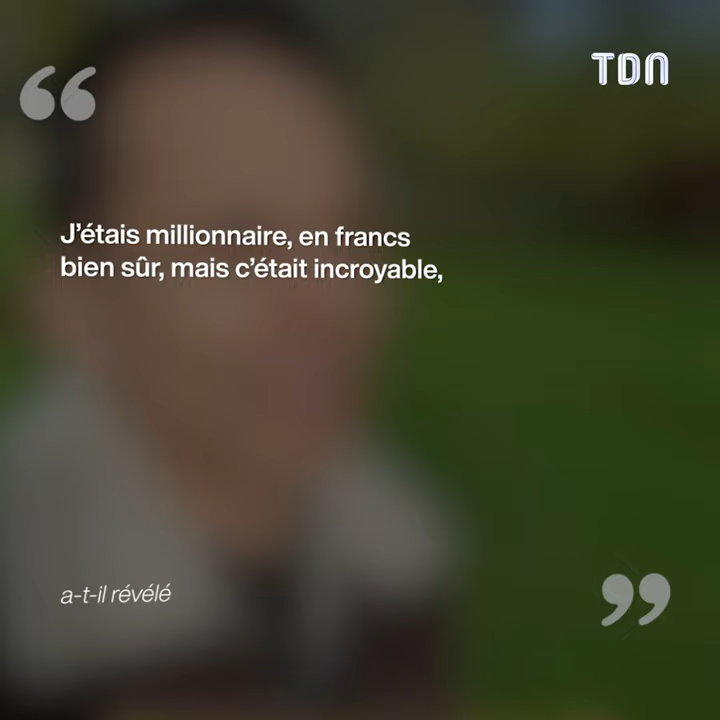 TDN
J'étais millionnaire, en francs
bien sûr, mais c'était incroyable,
a-t-il révélé